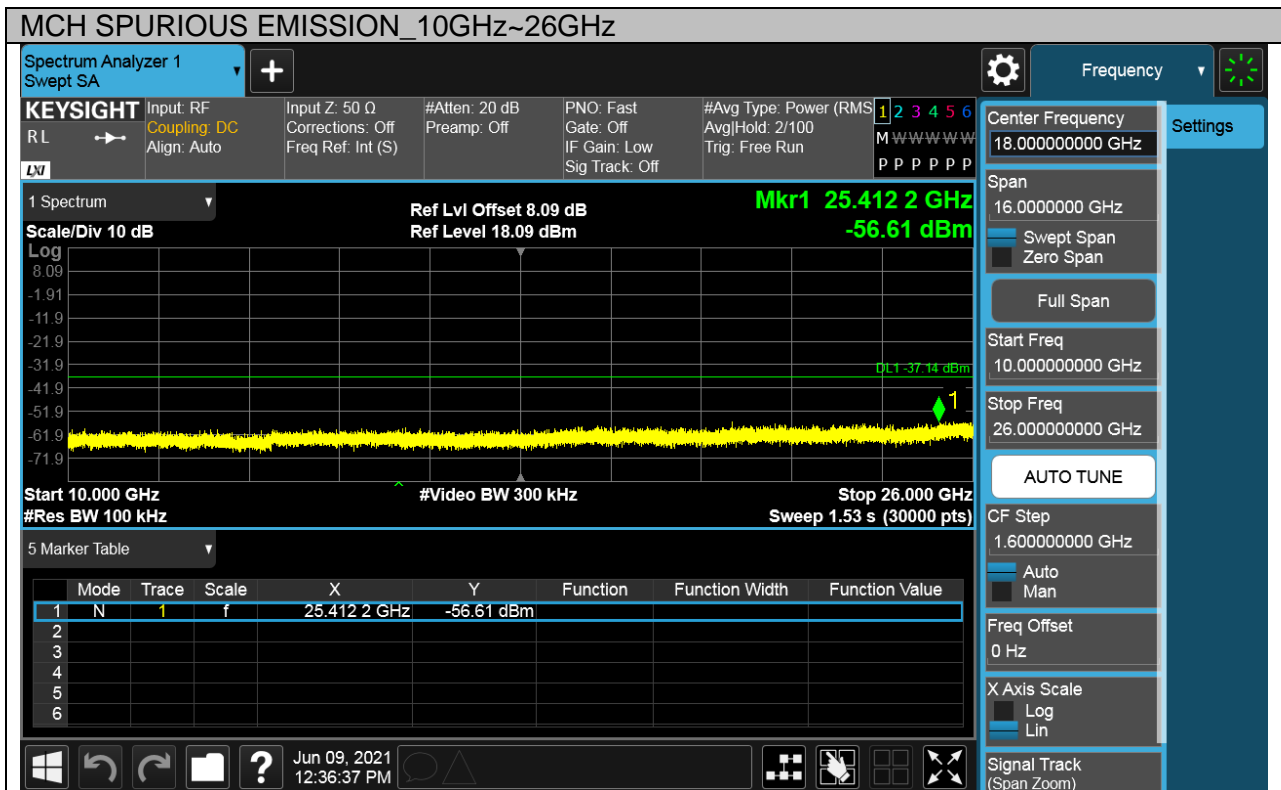 MCH SPURIOUS EMISSION_10GHz~26GHz
Spectrum Analyzer 1
Swept SA
Frequency
KEYSIGHT
RL
LXI
Input: RF
Coupling: DC
Align: Auto
Input Z: 50 Ω
Corrections: Off
Freq Ref: Int (S)
#Atten: 20 dB
Preamp: Off
PNO: Fast
Gate: Off
IF Gain: Low
Sig Track: Off
#Avg Type: Power (RMS
Avg|Hold: 2/100
Trig: Free Run
1 2 3 4 5 6
M W W W W W
P P P P P P
1 Spectrum
Scale/Div 10 dB
Ref Lvl Offset 8.09 dB
Ref Level 18.09 dBm
Mkr1 25.412 2 GHz
-56.61 dBm
Log
8.09
-1.91
-11.9
-21.9
-31.9
-41.9
-51.9
-61.9
-71.9
DL1 -37.14 dBm
1
Start 10.000 GHz
#Video BW 300 kHz
Stop 26.000 GHz
#Res BW 100 kHz
Sweep 1.53 s (30000 pts)
5 Marker Table
Mode Trace Scale X Y Function Function Width Function Value
1 N 1 f 25.412 2 GHz -56.61 dBm
2
3
4
5
6
Jun 09, 2021
12:36:37 PM
Center Frequency
18.000000000 GHz
Span
16.0000000 GHz
Swept Span
Zero Span
Full Span
Start Freq
10.000000000 GHz
Stop Freq
26.000000000 GHz
AUTO TUNE
CF Step
1.600000000 GHz
Auto
Man
Freq Offset
0 Hz
X Axis Scale
Log
Lin
Signal Track
(Span Zoom)
Settings